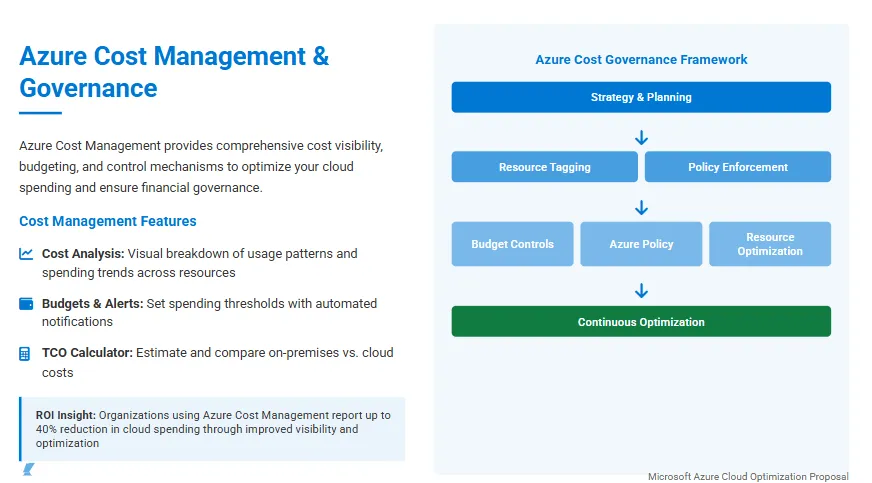 Azure Cost Management &
Governance
Azure Cost Management provides comprehensive cost visibility,
budgeting, and control mechanisms to optimize your cloud
spending and ensure financial governance.
Cost Management Features
Cost Analysis: Visual breakdown of usage patterns and
spending trends across resources
Budgets & Alerts: Set spending thresholds with automated
notifications
TCO Calculator: Estimate and compare on-premises vs. cloud
costs
ROI Insight: Organizations using Azure Cost Management report up to
40% reduction in cloud spending through improved visibility and
optimization
Azure Cost Governance Framework
Strategy & Planning
Resource Tagging
Policy Enforcement
Budget Controls
Azure Policy
Resource
Optimization
Continuous Optimization
Microsoft Azure Cloud Optimization Proposal